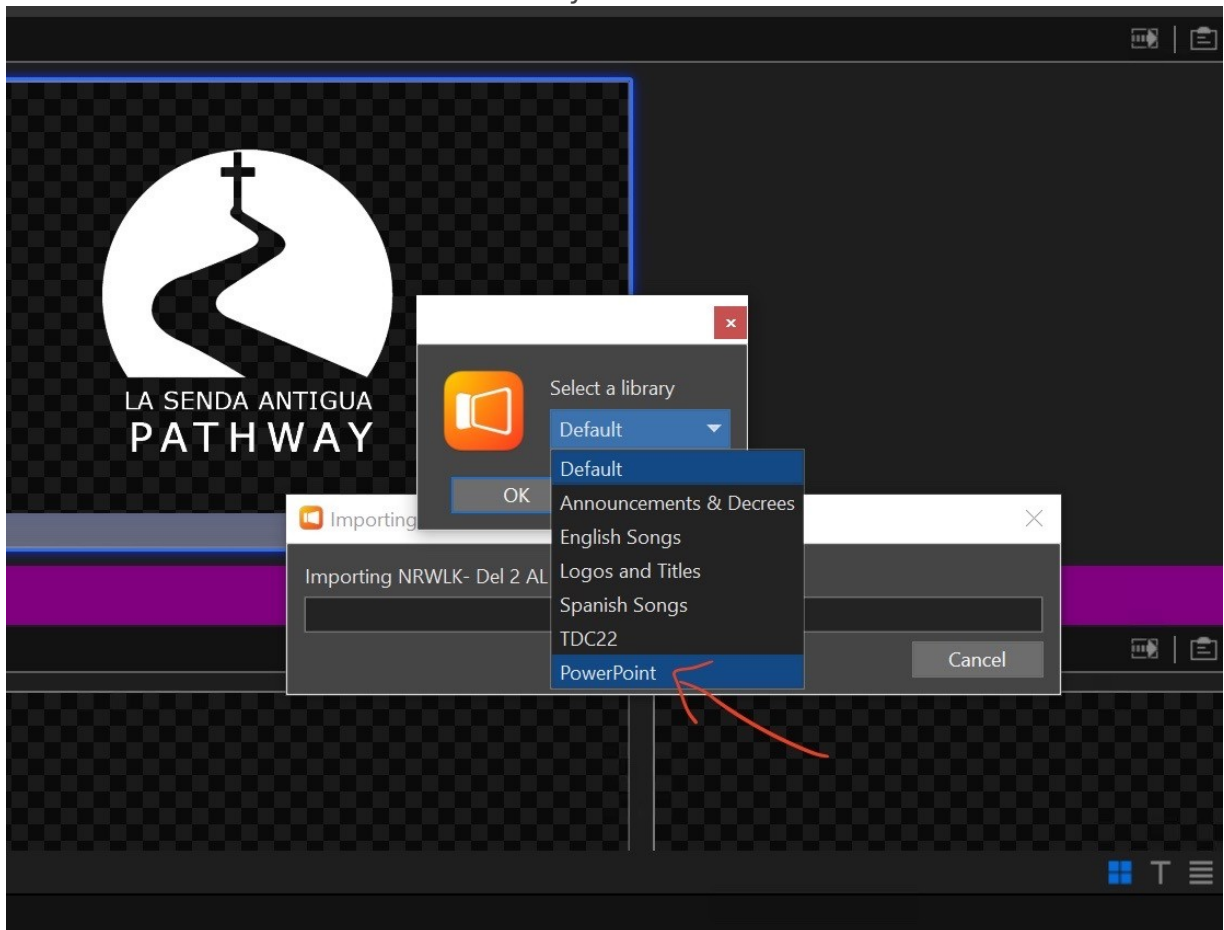 LA SENDA ANTIGUA
PATHWAY
Select a library
Default
OK
Default
Announcements & Decrees
English Songs
Logos and Titles
Spanish Songs
TDC22
PowerPoint
Importing
Importing NRWLK- Del 2 AL
Cancel
T